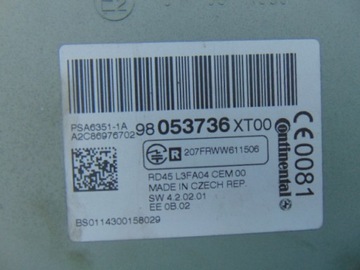 PSA6351-1A
A2C86976702
98 053736 XT00
R 207FRWW611506
RD45 L3FA04 CEM 00
MADE IN CZECH REP.
SW 4.2.02.01
EE 0B.02
BS0114300158029
Continental
CE0081